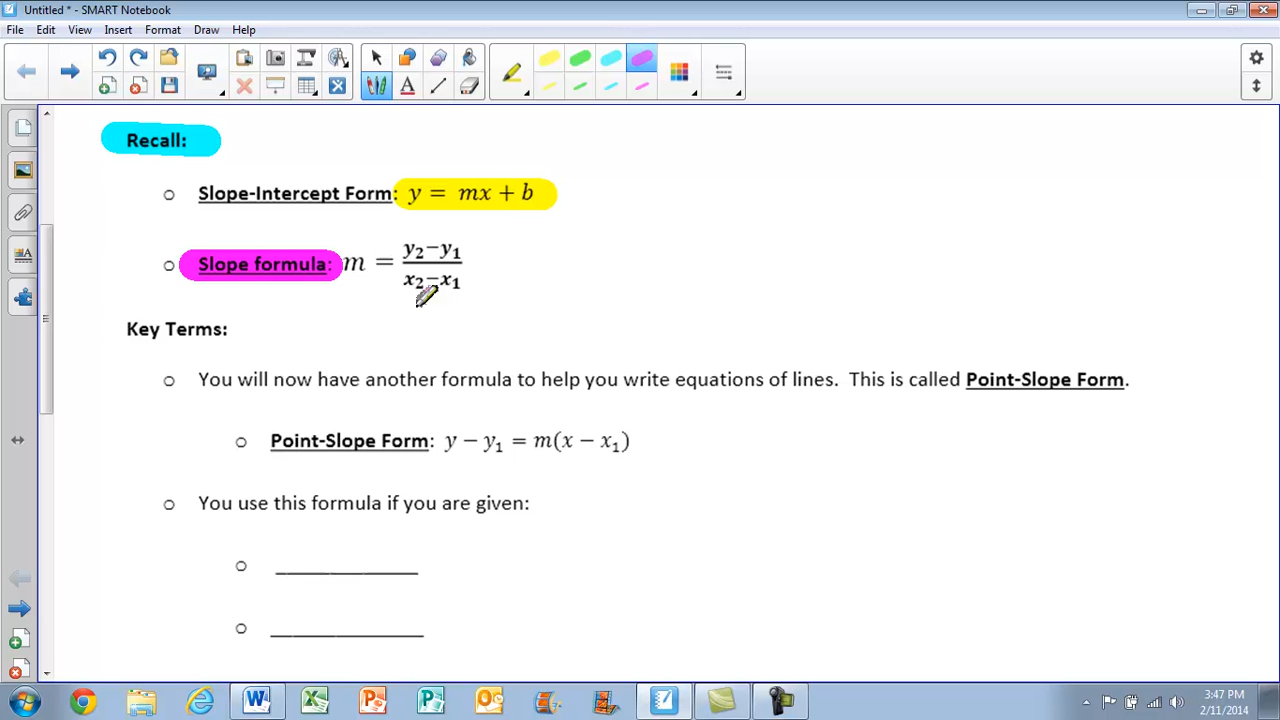 Untitled * - SMART Notebook
File Edit View Insert Format Draw Help
Recall:
o Slope-Intercept Form: y = mx + b
o Slope formula: m = y₂−y₁ / x₂−x₁
Key Terms:
o You will now have another formula to help you write equations of lines. This is called Point-Slope Form.
o Point-Slope Form: y − y₁ = m(x − x₁)
o You use this formula if you are given:
o _____________
o ______________
3:47 PM
2/11/2014